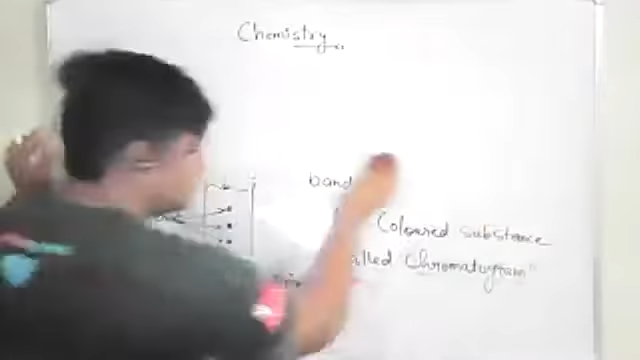 Chemistry
band
Coloured substance
called Chromatogram"